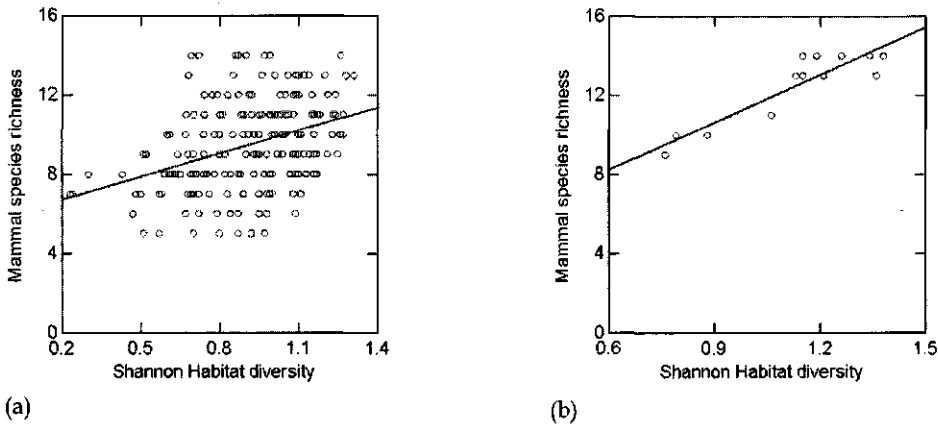 16
12
8
4
0
Mammal species richness
0.2 0.5 0.8 1.1 1.4
Shannon Habitat diversity
(a)
16
12
8
4
0
Mammal species richness
0.6 0.9 1.2 1.5
Shannon Habitat diversity
(b)